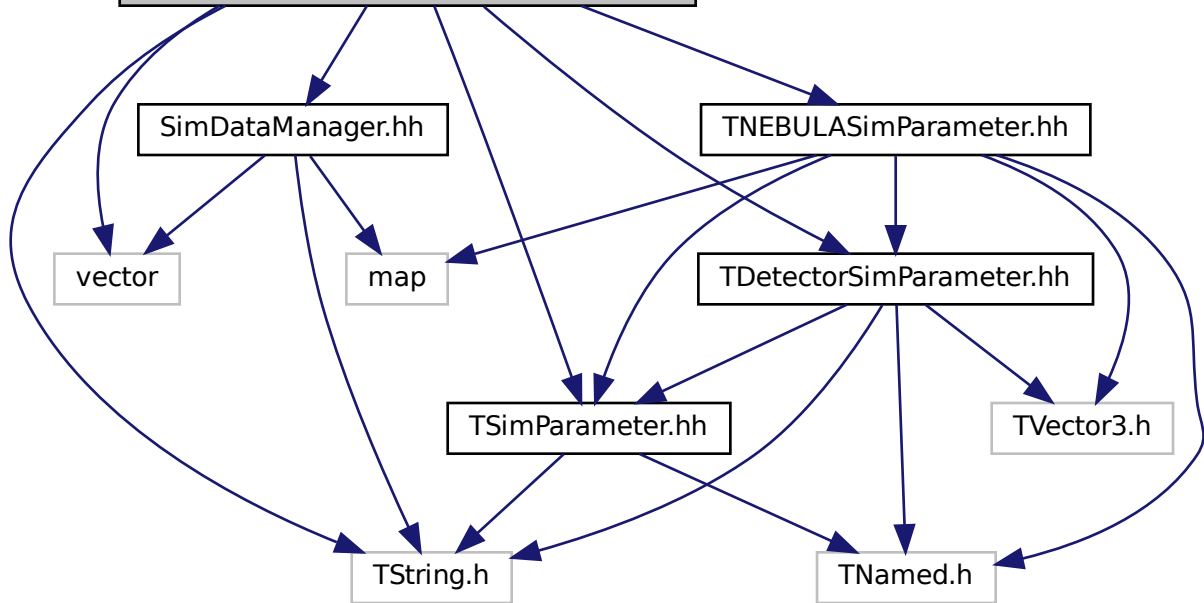 SimDataManager.hh
TNEBULASimParameter.hh
vector
map
TDetectorSimParameter.hh
TSimParameter.hh
TVector3.h
TString.h
TNamed.h